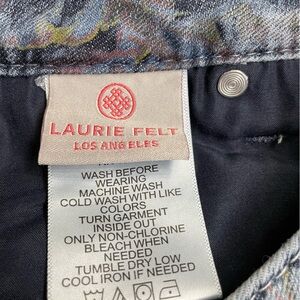 LAURIE FELT
LOS ANGELES
WASH BEFORE
WEARING
MACHINE WASH
COLD WASH WITH LIKE
COLORS
TURN GARMENT
INSIDE OUT
ONLY NON-CHLORINE
BLEACH WHEN
NEEDED
TUMBLE DRY LOW
COOL IRON IF NEEDED